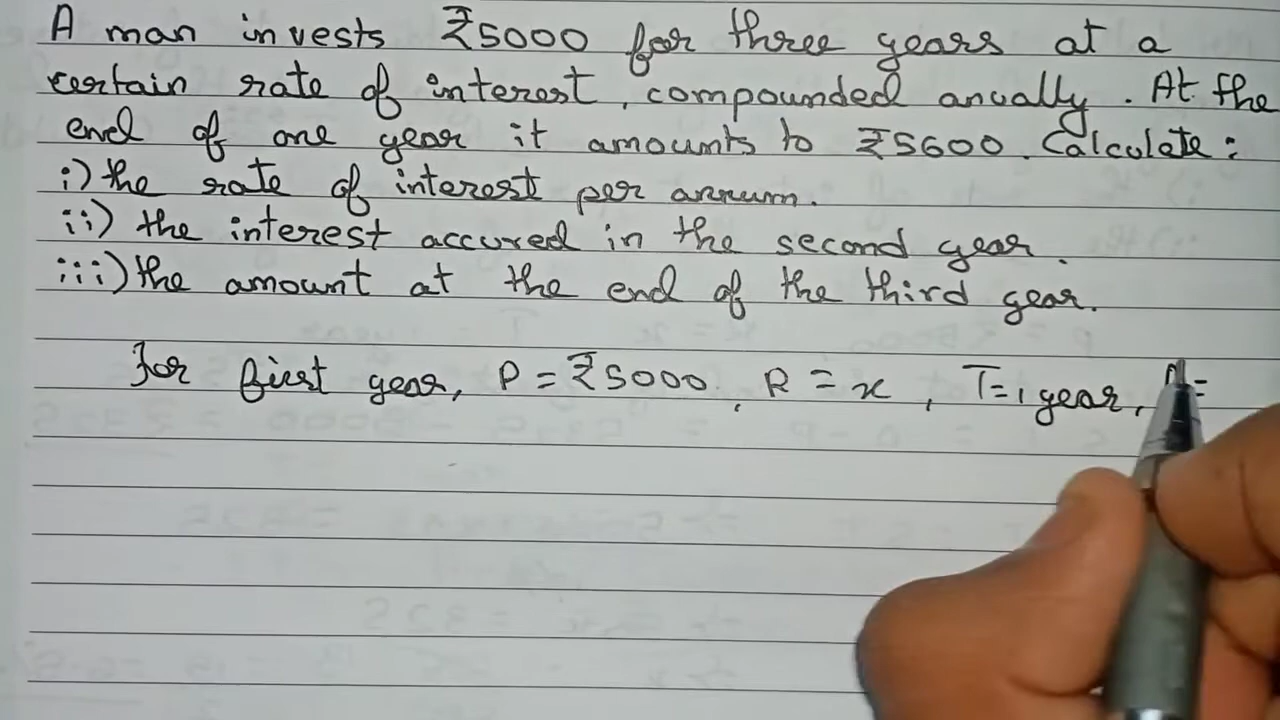 A man invests ₹5000 for three years at a
certain rate of interest, compounded anually. At the
end of one year it amounts to ₹5600. Calculate:
i) the rate of interest per annum.
ii) the interest accured in the second year.
iii) the amount at the end of the third year.
For first year, P = ₹5000, R = x, T=1 year, A=